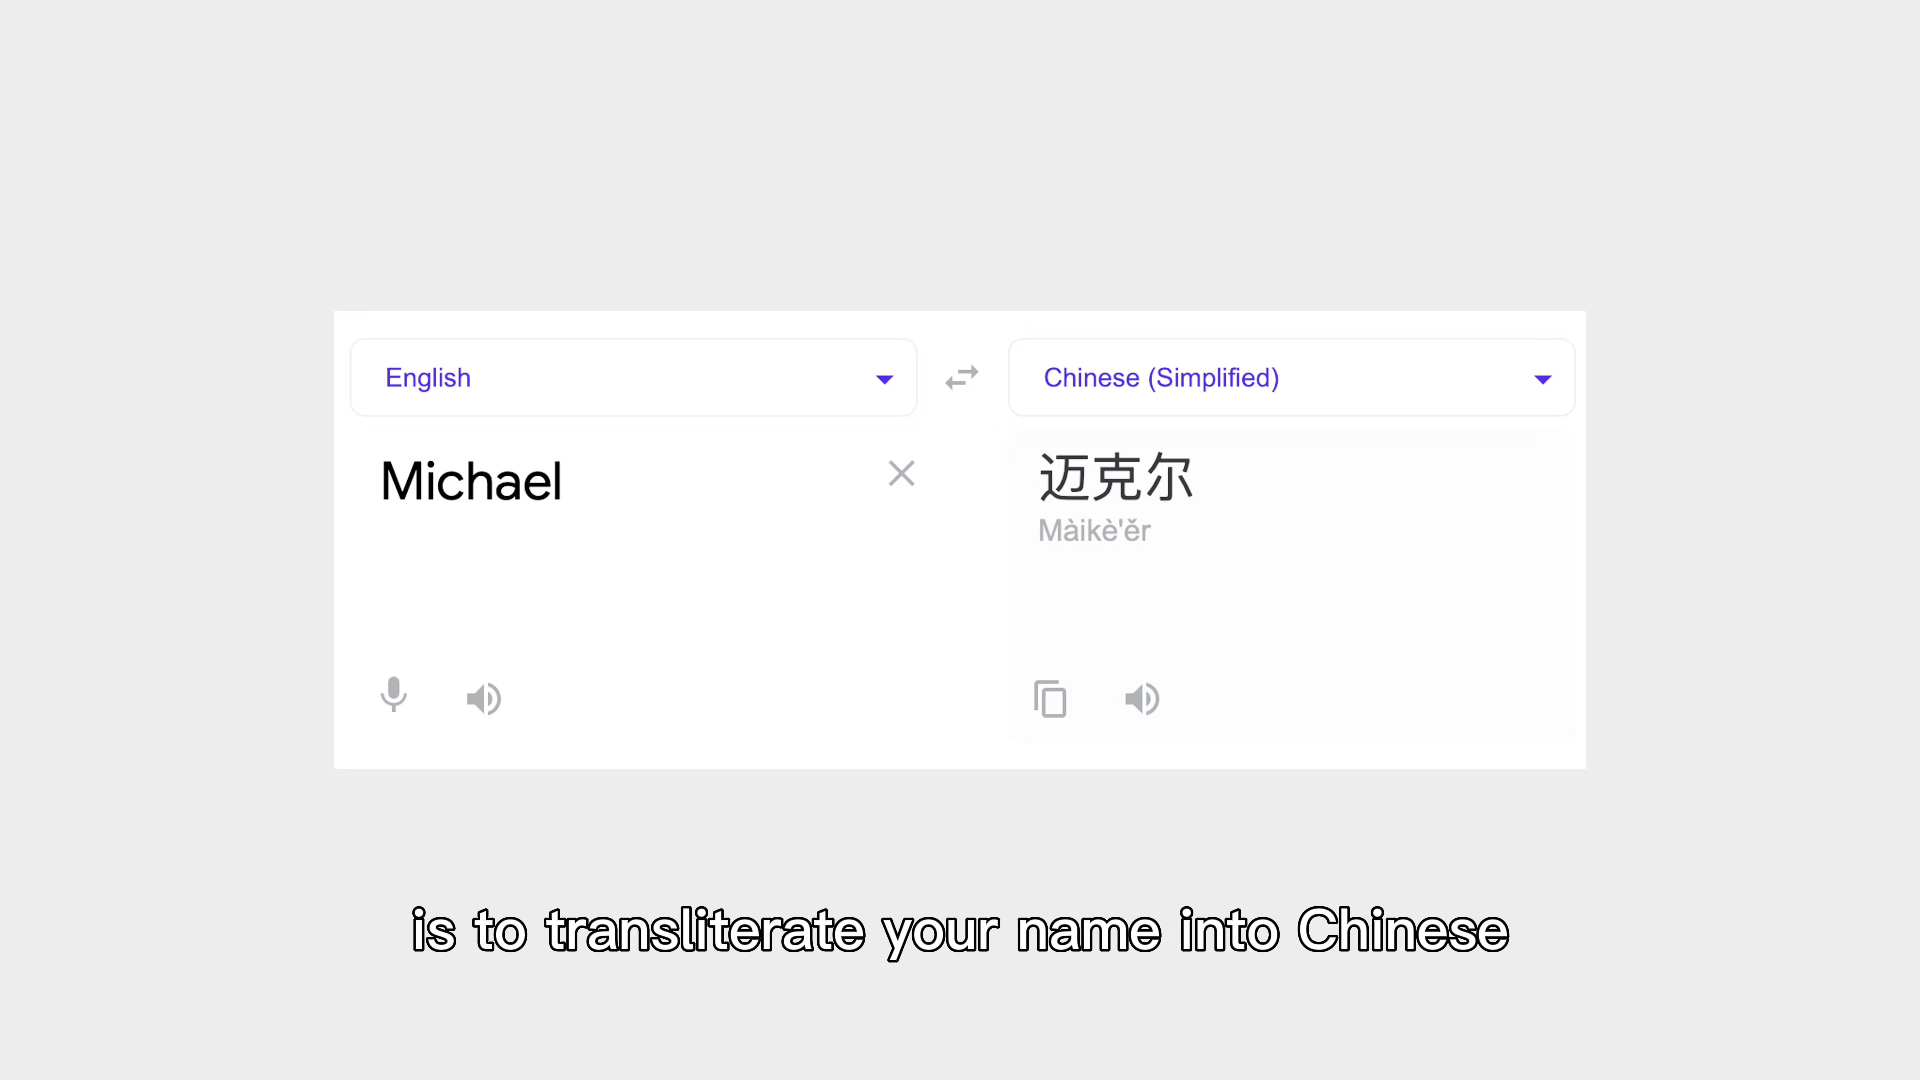 English
Chinese (Simplified)
Michael
迈克尔
Màikè'ěr
is to transliterate your name into Chinese